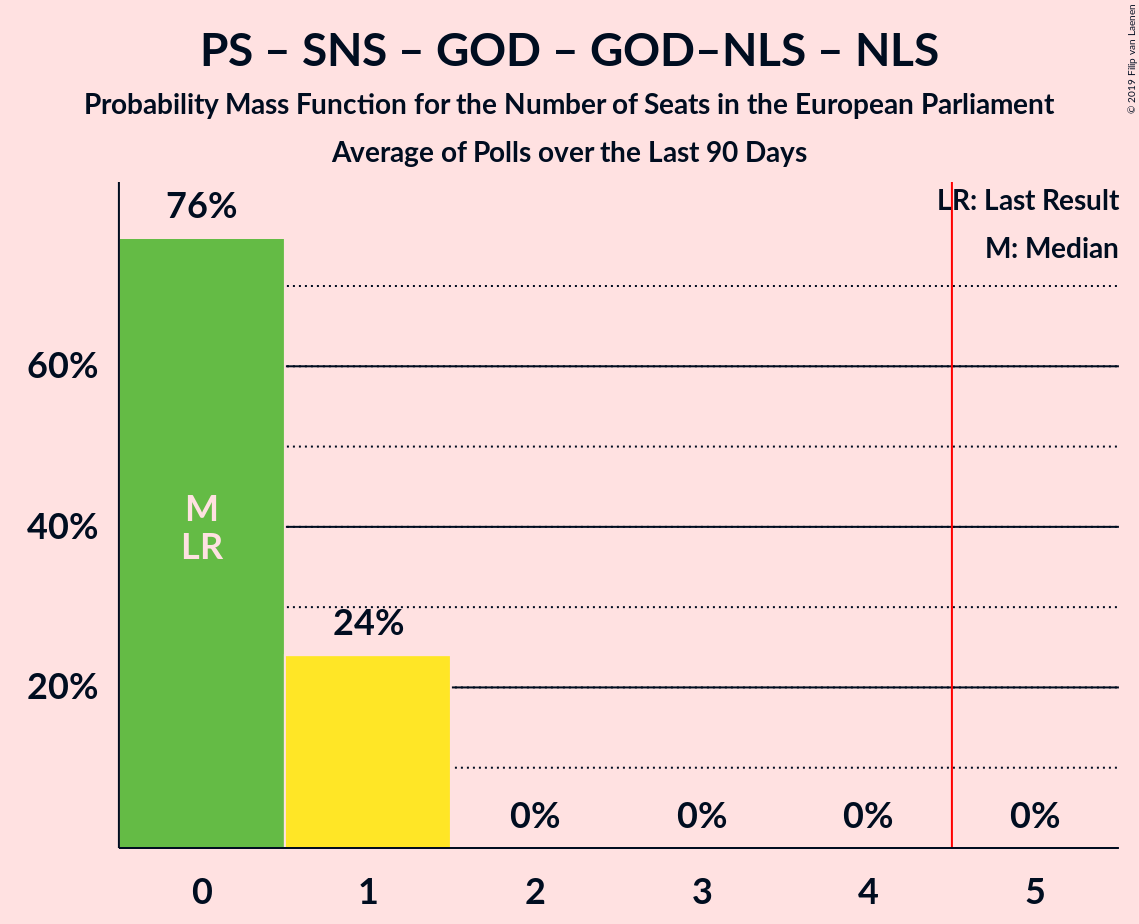 PS – SNS – GOD – GOD–NLS – NLS
Probability Mass Function for the Number of Seats in the European Parliament
Average of Polls over the Last 90 Days
© 2019 Filip van Laenen
LR: Last Result
M: Median
76%
60%
40%
20%
M
LR
24%
0%
0%
0%
0%
0
1
2
3
4
5